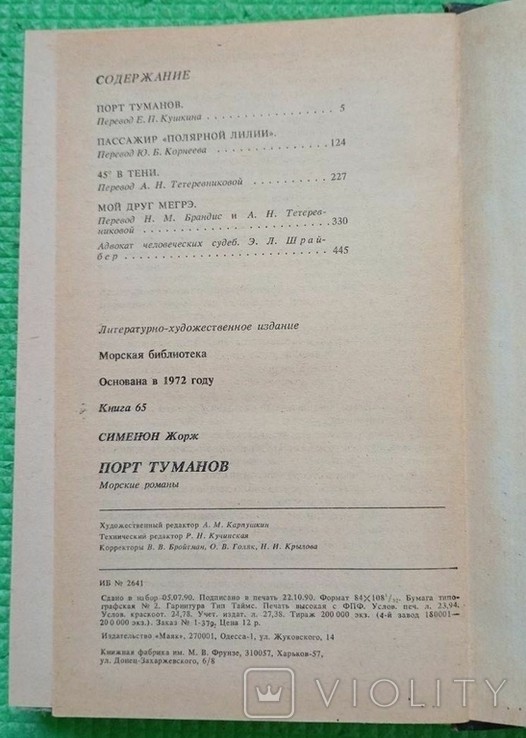 СОДЕРЖАНИЕ
ПОРТ ТУМАНОВ.
Перевод Е. П. Кушкина . . . . . . . . . . 5
ПАССАЖИР «ПОЛЯРНОЙ ЛИЛИИ».
Перевод Ю. Б. Корнеева . . . . . . . . . . 124
45° В ТЕНИ.
Перевод А. Н. Тетеревниковой . . . . . . . . 227
МОЙ ДРУГ МЕГРЭ.
Перевод Н. М. Брандис и А. Н. Тетерев-
никовой . . . . . . . . . . . . . . . . 330
Адвокат человеческих судеб. Э. Л. Шрай-
бер . . . . . . . . . . . . . . . . . . 445
Литературно-художественное издание
Морская библиотека
Основана в 1972 году
Книга 65
СИМЕНОН Жорж
ПОРТ ТУМАНОВ
Морские романы
Художественный редактор А. М. Карпушкин
Технический редактор Р. Н. Кучинская
Корректоры В. В. Бройтман, О. В. Голяк, Н. И. Крылова
ИБ № 2641
Сдано в набор 05.07.90. Подписано в печать 22.10.90. Формат 84×108¹/₃₂. Бумага типо-
графская № 2. Гарнитура Тип Таймс. Печать высокая с ФПФ. Услов. печ. л. 23,94.
Услов. краскоот. 24,78. Учет. издат. л. 27,38. Тираж 200 000 экз. (4-й завод 180001—
200 000 экз.). Заказ № 1-372. Цена 12 р.
Издательство «Маяк», 270001, Одесса-1, ул. Жуковского, 14
Книжная фабрика им. М. В. Фрунзе, 310057, Харьков-57,
ул. Донец-Захаржевского, 6/8
VIOLITY